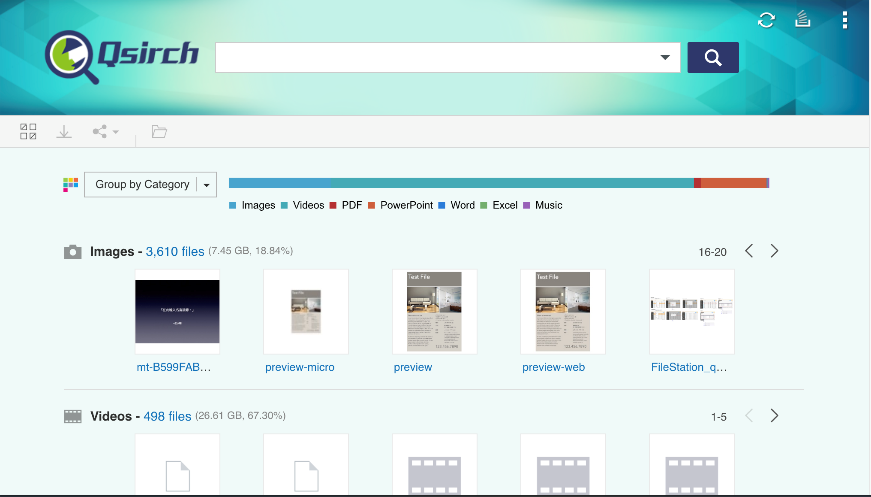 Qsirch
Group by Category
Images Videos PDF PowerPoint Word Excel Music
Images - 3,610 files (7.45 GB, 18.84%) 16-20
Test File
Test File
mt-B599FAB... preview-micro preview preview-web FileStation_q...
Videos - 498 files (26.61 GB, 67.30%) 1-5